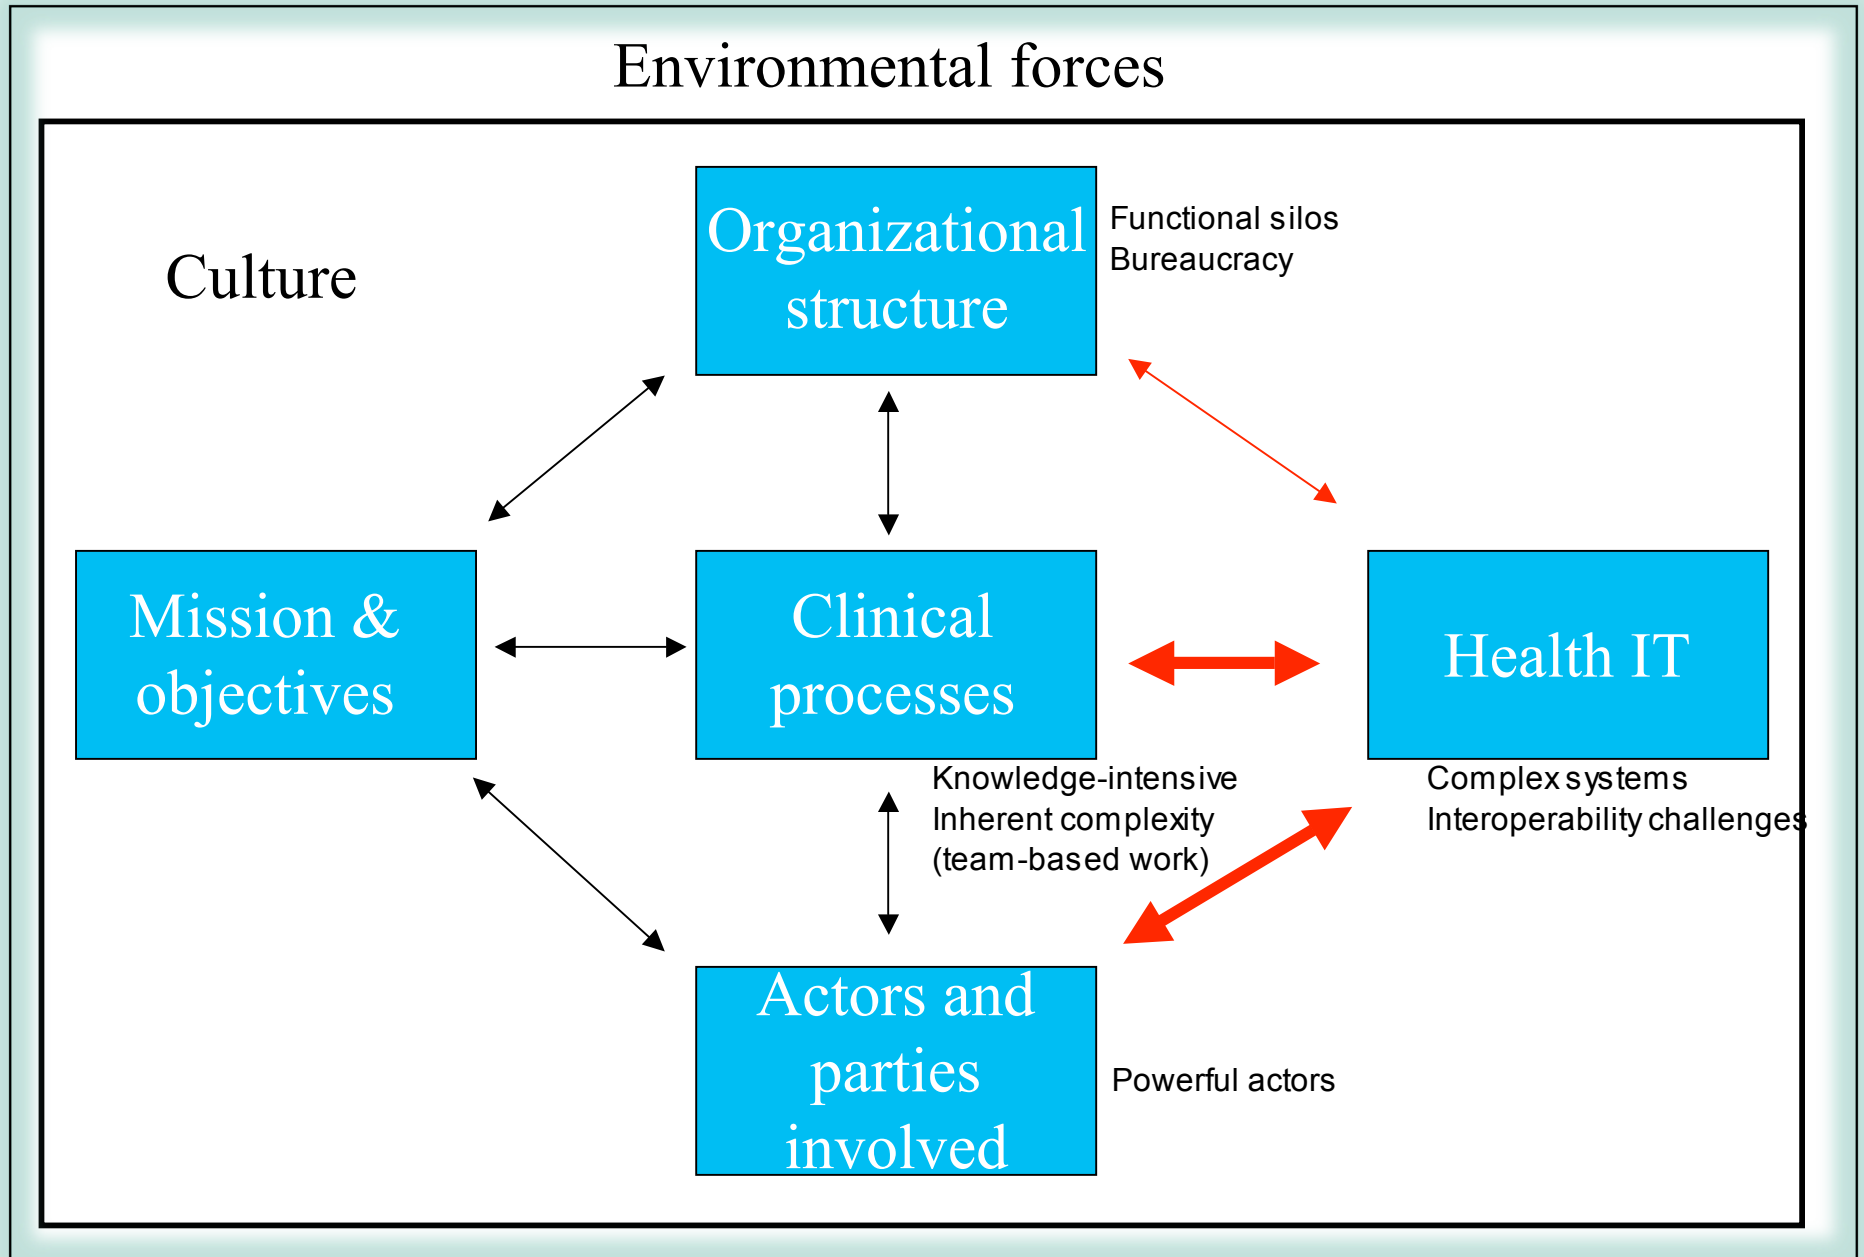 Environmental forces
Culture
Organizational
structure
Functional silos
Bureaucracy
Mission &
objectives
Clinical
processes
Health IT
Knowledge-intensive
Inherent complexity
(team-based work)
Complex systems
Interoperability challenges
Actors and
parties
involved
Powerful actors